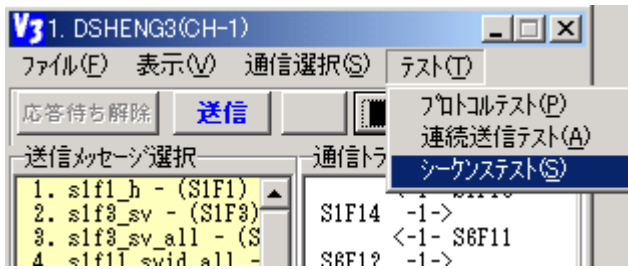 V3 1. DSHENG3(CH-1)
ファイル(F) 表示(V) 通信選択(S) テスト(T)
応答待ち解除 送信
プロトコルテスト(P)
連続送信テスト(A)
シーケンステスト(S)
送信メッセージ選択 通信トラ
1. s1f1_h - (S1F1)
2. s1f3_sv - (S1F3)
3. s1f3_sv_all - (S
4. s1f11_svid_all -
S1F14 -1->
<-1- S6F11
S6F12 -1->